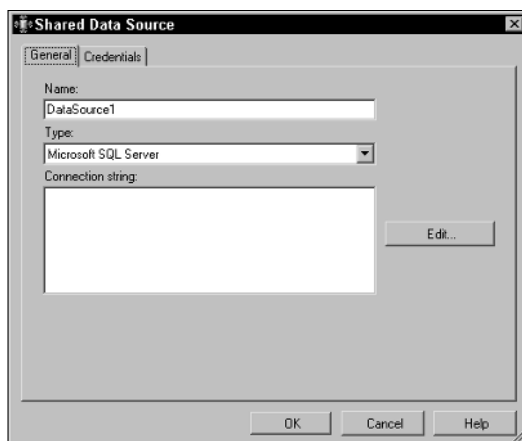 Shared Data Source
General Credentials
Name:
DataSource1
Type:
Microsoft SQL Server
Connection string:
Edit...
OK Cancel Help